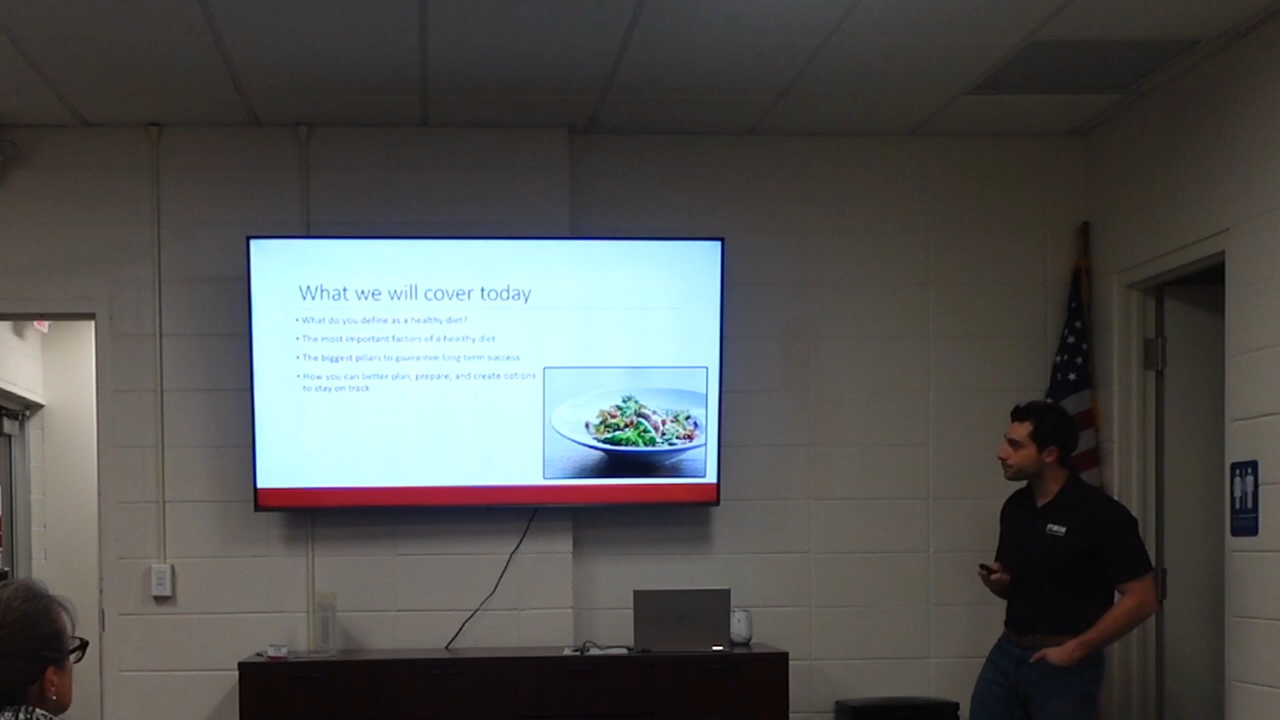 What we will cover today
• What do you define as a healthy diet?
• The most important factors of a healthy diet
• The biggest pillars to guarantee long term success
• How you can better plan, prepare, and create options
to stay on track